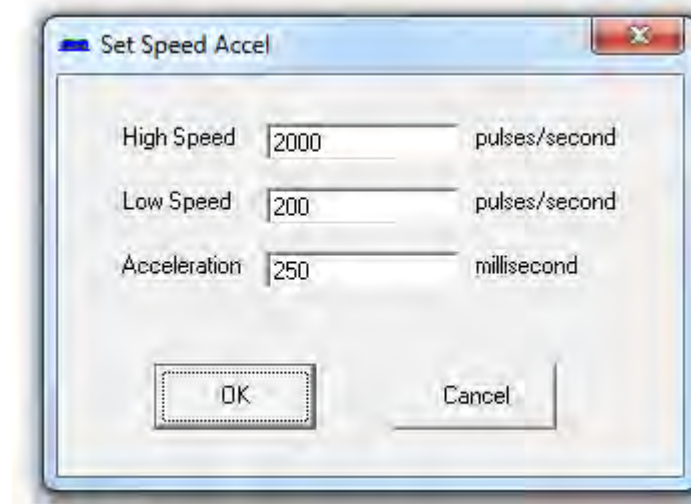 Set Speed Accel
High Speed 2000 pulses/second
Low Speed 200 pulses/second
Acceleration 250 millisecond
OK Cancel